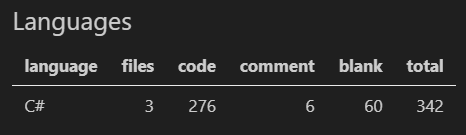 Languages
language files code comment blank total
C# 3 276 6 60 342